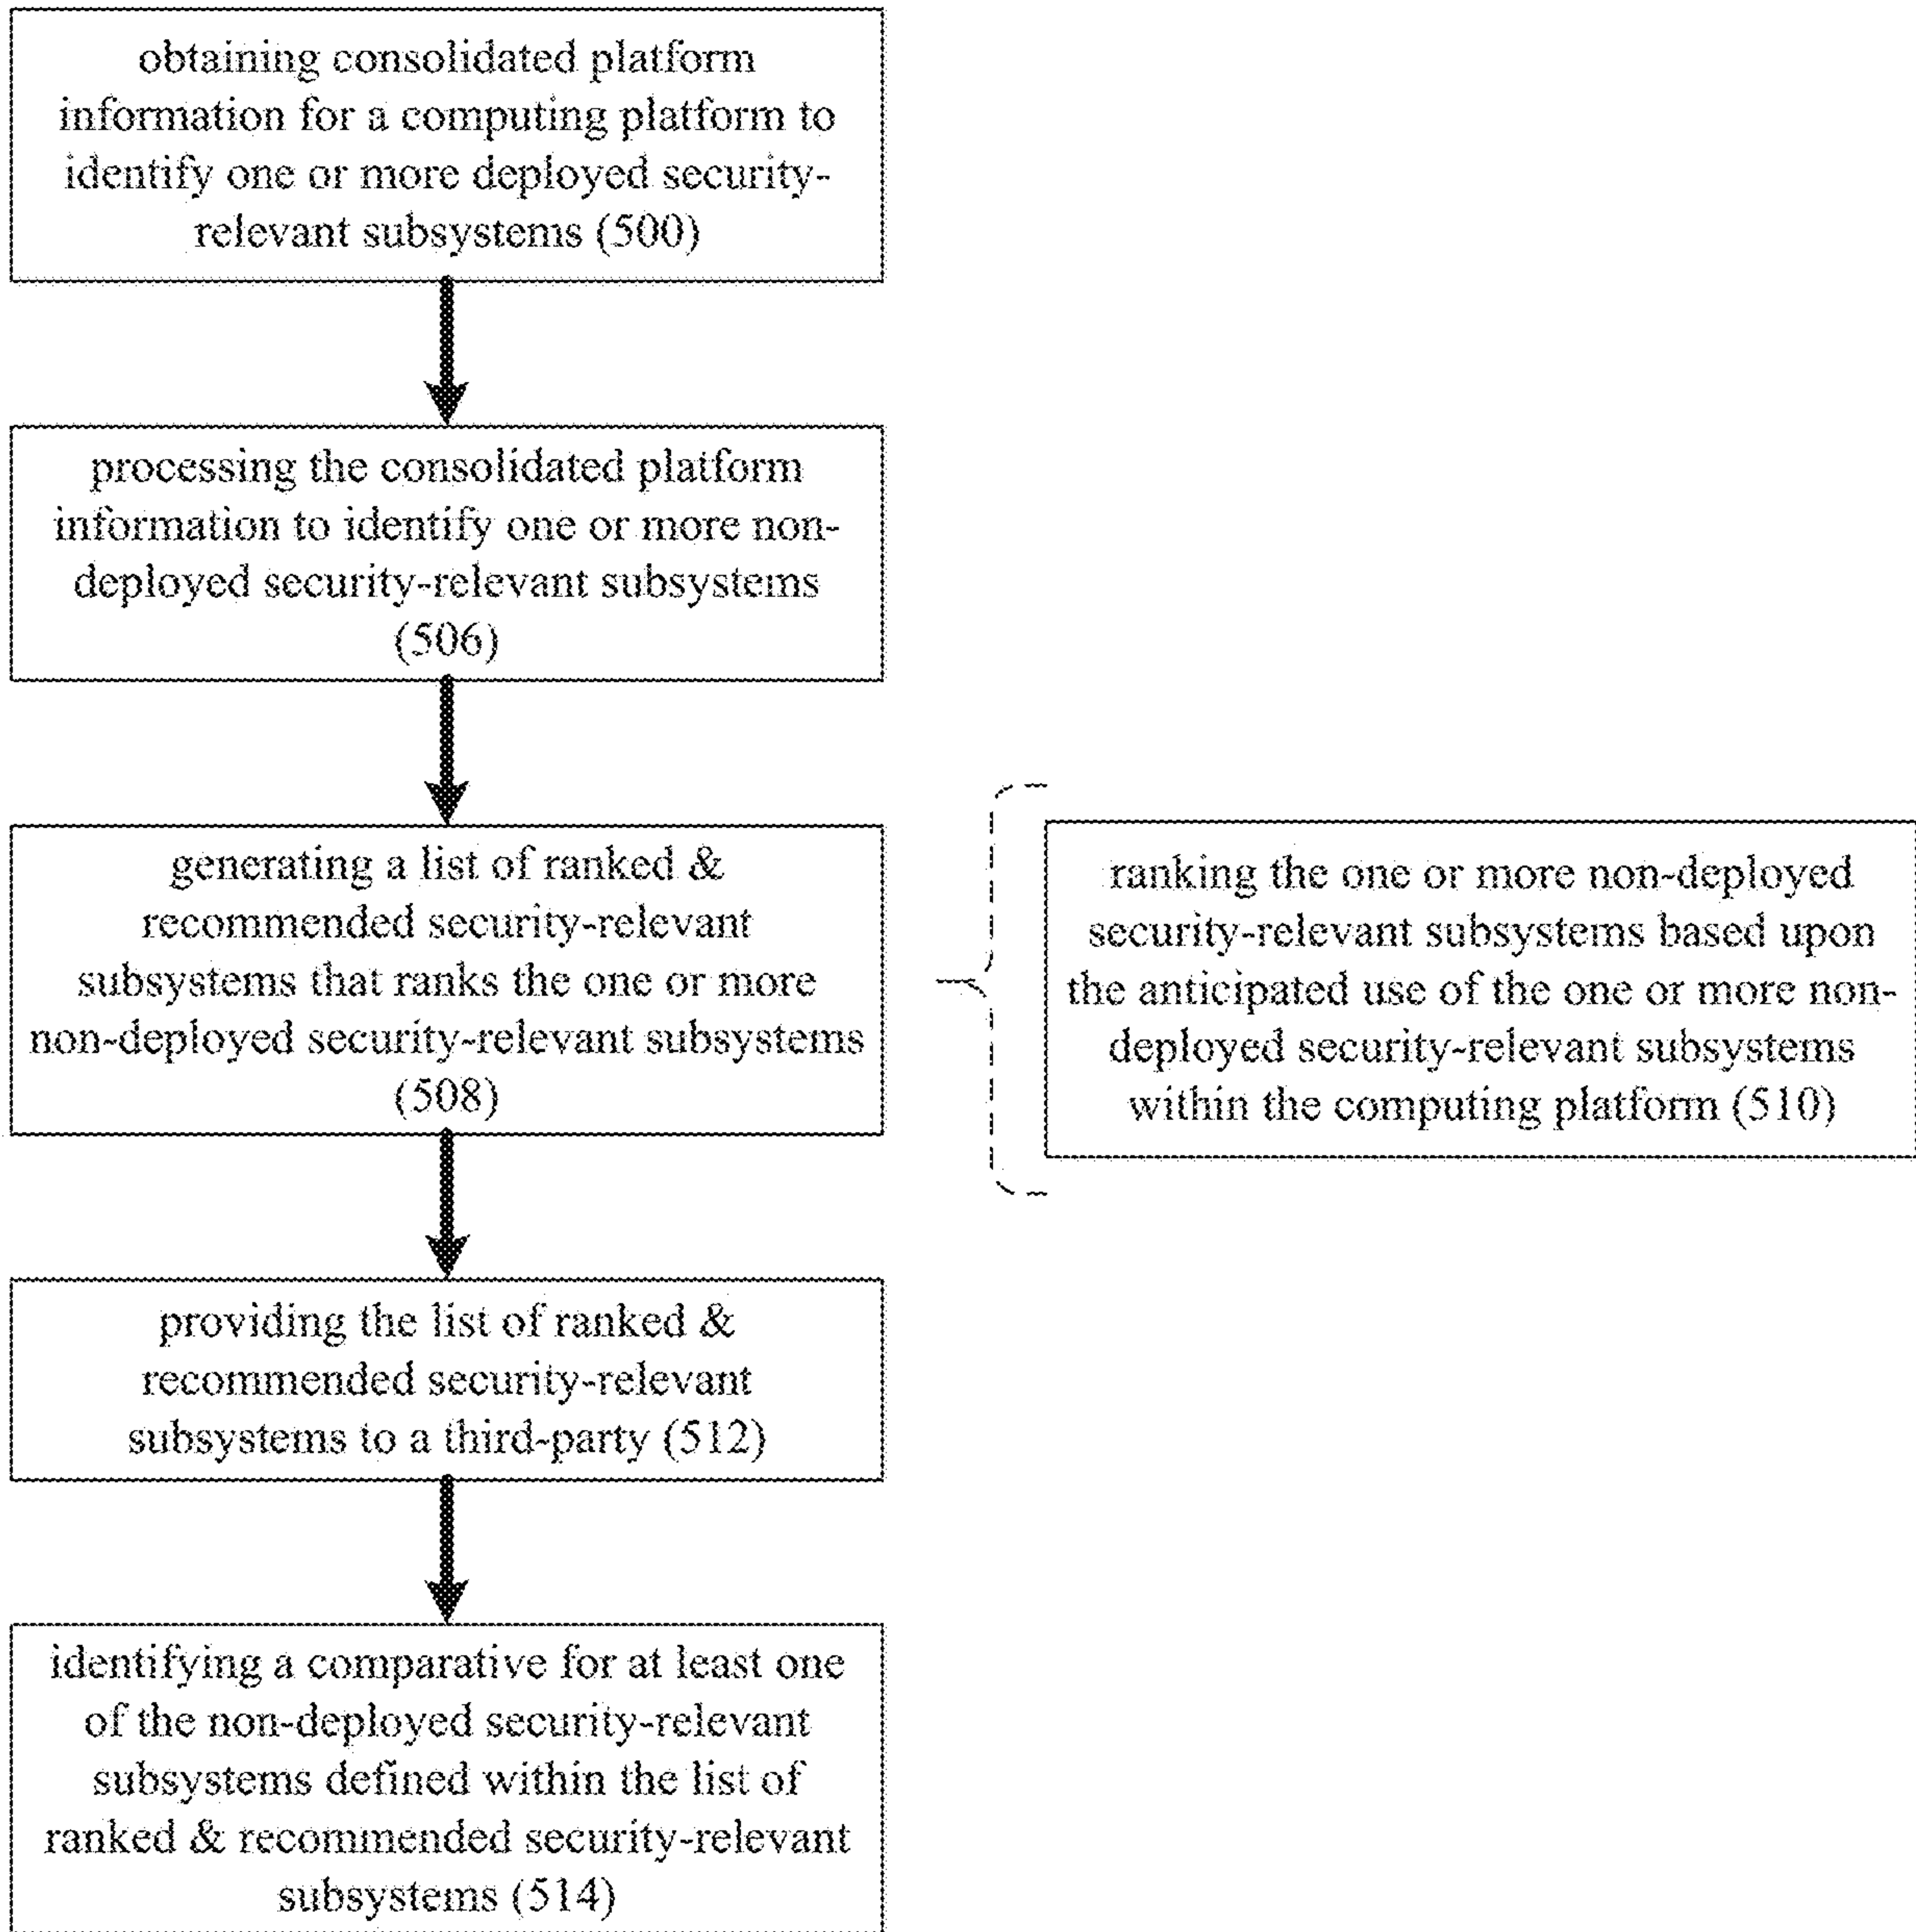 obtaining consolidated platform
information for a computing platform to
identify one or more deployed security-
relevant subsystems (500)
processing the consolidated platform
information to identify one or more non-
deployed security-relevant subsystems
(506)
generating a list of ranked &
recommended security-relevant
subsystems that ranks the one or more
non-deployed security-relevant subsystems
(508)
ranking the one or more non-deployed
security-relevant subsystems based upon
the anticipated use of the one or more non-
deployed security-relevant subsystems
within the computing platform (510)
providing the list of ranked &
recommended security-relevant
subsystems to a third-party (512)
identifying a comparative for at least one
of the non-deployed security-relevant
subsystems defined within the list of
ranked & recommended security-relevant
subsystems (514)